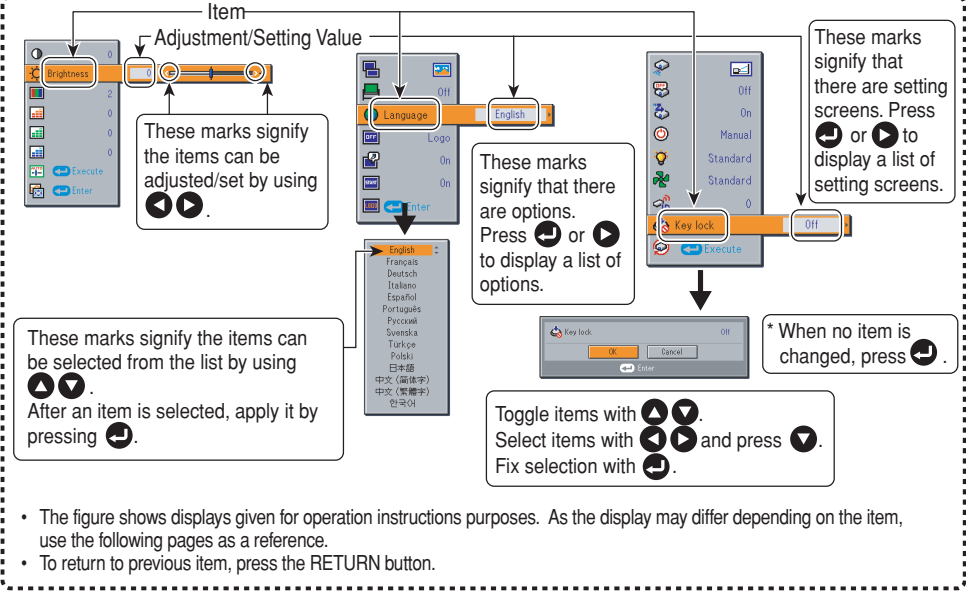 Item
Adjustment/Setting Value
0
Brightness
0
2
0
0
0
Execute
Enter
These marks signify
the items can be
adjusted/set by using
.
Off
Language
English
OFF
Logo
On
On
Enter
These marks
signify that there
are options.
Press or
to display a list of
options.
Off
On
Manual
Standard
Standard
0
Key lock
Off
Execute
These marks
signify that
there are setting
screens. Press
or to
display a list of
setting screens.
English
Français
Deutsch
Italiano
Español
Português
Русский
Svenska
Türkçe
Polski
日本語
中文 (简体字)
中文 (繁體字)
한국어
These marks signify the items can
be selected from the list by using
.
After an item is selected, apply it by
pressing .
Key lock Off
OK Cancel
Enter
* When no item is
changed, press .
Toggle items with .
Select items with and press .
Fix selection with .
• The figure shows displays given for operation instructions purposes. As the display may differ depending on the item,
use the following pages as a reference.
• To return to previous item, press the RETURN button.